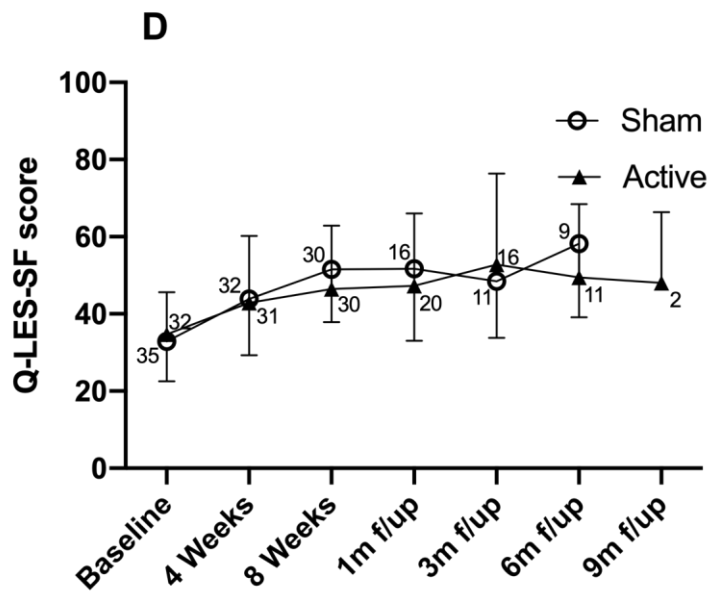 D
Q-LES-SF score
100
80
60
40
20
0
Sham
Active
35
32
32
31
30
30
16
20
16
11
9
11
2
Baseline
4 Weeks
8 Weeks
1m f/up
3m f/up
6m f/up
9m f/up